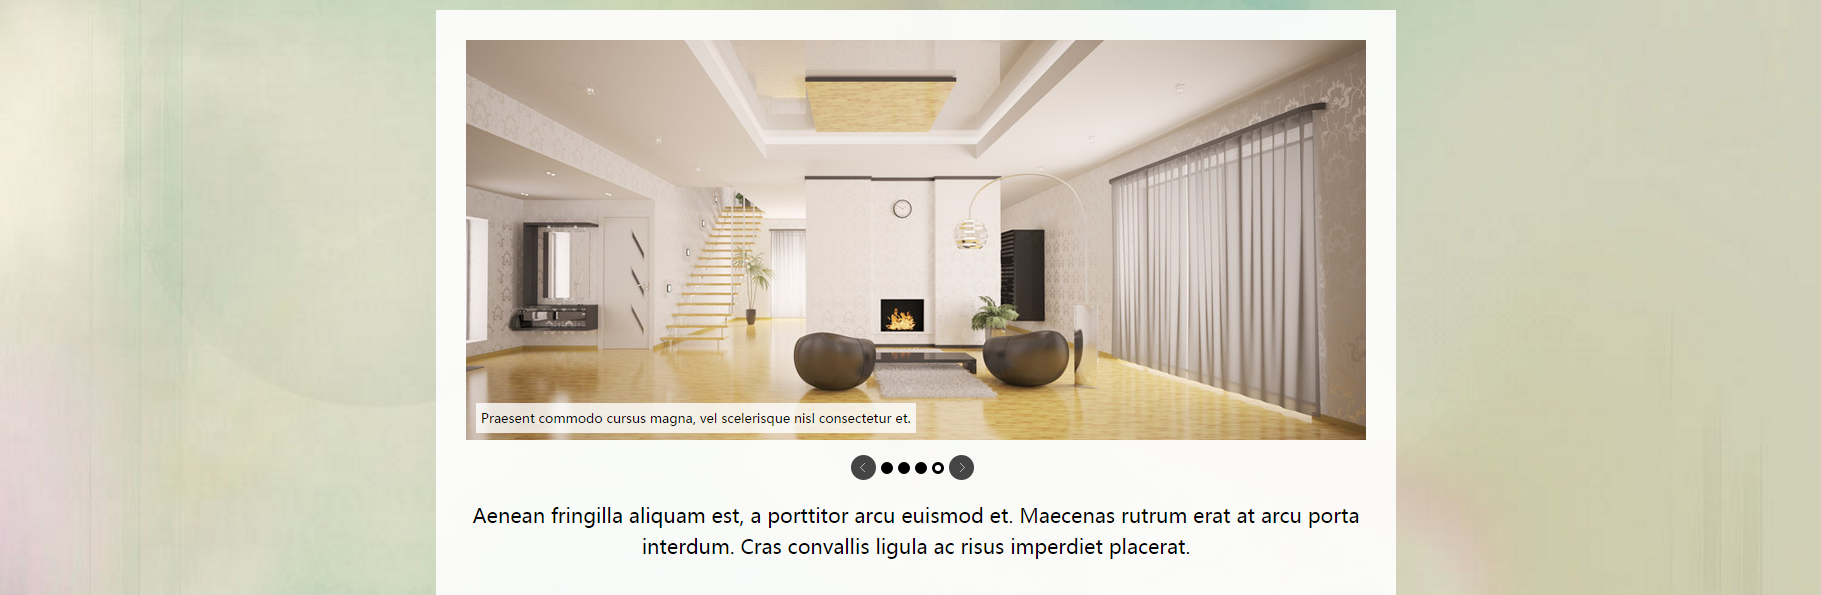 Praesent commodo cursus magna, vel scelerisque nisl consectetur et.
Aenean fringilla aliquam est, a porttitor arcu euismod et. Maecenas rutrum erat at arcu porta
interdum. Cras convallis ligula ac risus imperdiet placerat.